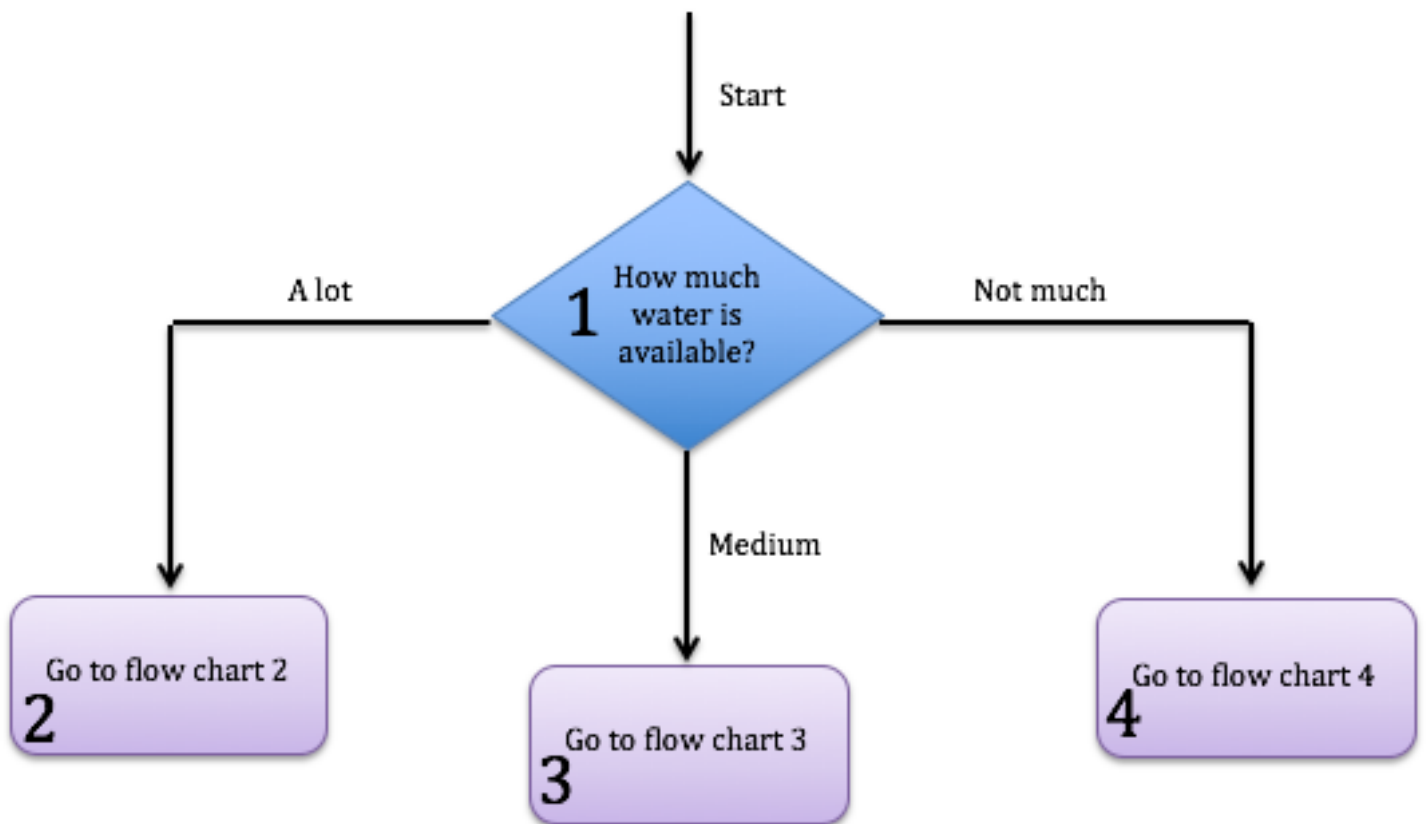 Start
A lot
1
How much
water is
available?
Not much
Medium
Go to flow chart 2
2
Go to flow chart 3
3
Go to flow chart 4
4